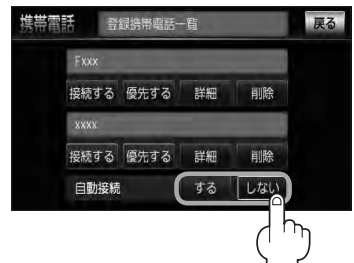 携帯電話 登録携帯電話一覧 戻る
Fxxx
接続する 優先する 詳細 削除
xxxx
接続する 優先する 詳細 削除
自動接続 する しない